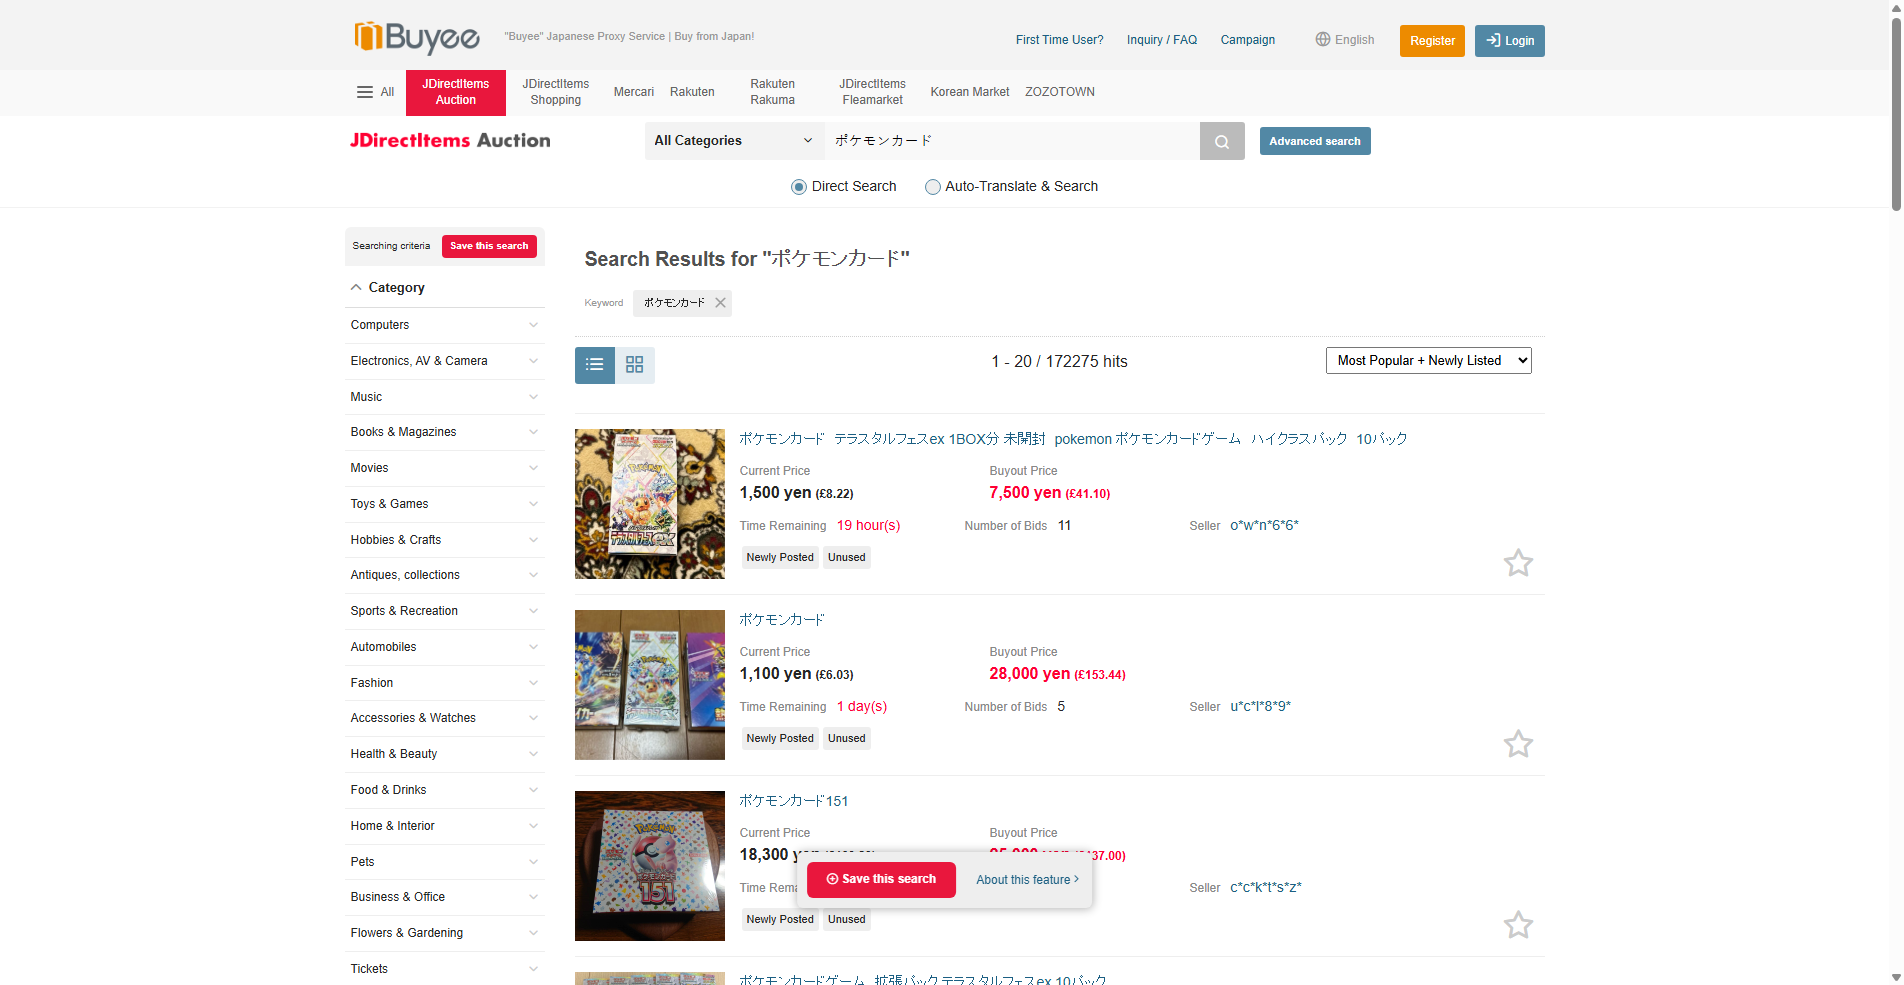 Buyee
"Buyee" Japanese Proxy Service | Buy from Japan!
First Time User?
Inquiry / FAQ
Campaign
English
Register
Login
All
JDirectItems
Auction
JDirectItems
Shopping
Mercari
Rakuten
Rakuten
Rakuma
JDirectItems
Fleamarket
Korean Market
ZOZOTOWN
JDirectItems Auction
All Categories
ポケモンカード
Advanced search
Direct Search
Auto-Translate & Search
Searching criteria
Save this search
Category
Computers
Electronics, AV & Camera
Music
Books & Magazines
Movies
Toys & Games
Hobbies & Crafts
Antiques, collections
Sports & Recreation
Automobiles
Fashion
Accessories & Watches
Health & Beauty
Food & Drinks
Home & Interior
Pets
Business & Office
Flowers & Gardening
Tickets
Search Results for "ポケモンカード"
Keyword
ポケモンカード
1 - 20 / 172275 hits
Most Popular + Newly Listed
ポケモンカード テラスタルフェスex 1BOX分 未開封 pokemon ポケモンカードゲーム ハイクラスパック 10パック
Current Price
Buyout Price
1,500 yen (£8.22)
7,500 yen (£41.10)
Time Remaining 19 hour(s)
Number of Bids 11
Seller o*w*n*6*6*
Newly Posted
Unused
ポケモンカード
Current Price
Buyout Price
1,100 yen (£6.03)
28,000 yen (£153.44)
Time Remaining 1 day(s)
Number of Bids 5
Seller u*c*l*8*9*
Newly Posted
Unused
ポケモンカード151
Current Price
Buyout Price
18,300
37.00)
Time Rema
Seller c*c*k*t*s*z*
Newly Posted
Unused
Save this search
About this feature
ポケモンカードゲーム 拡張パック テラスタルフェスex 10パック